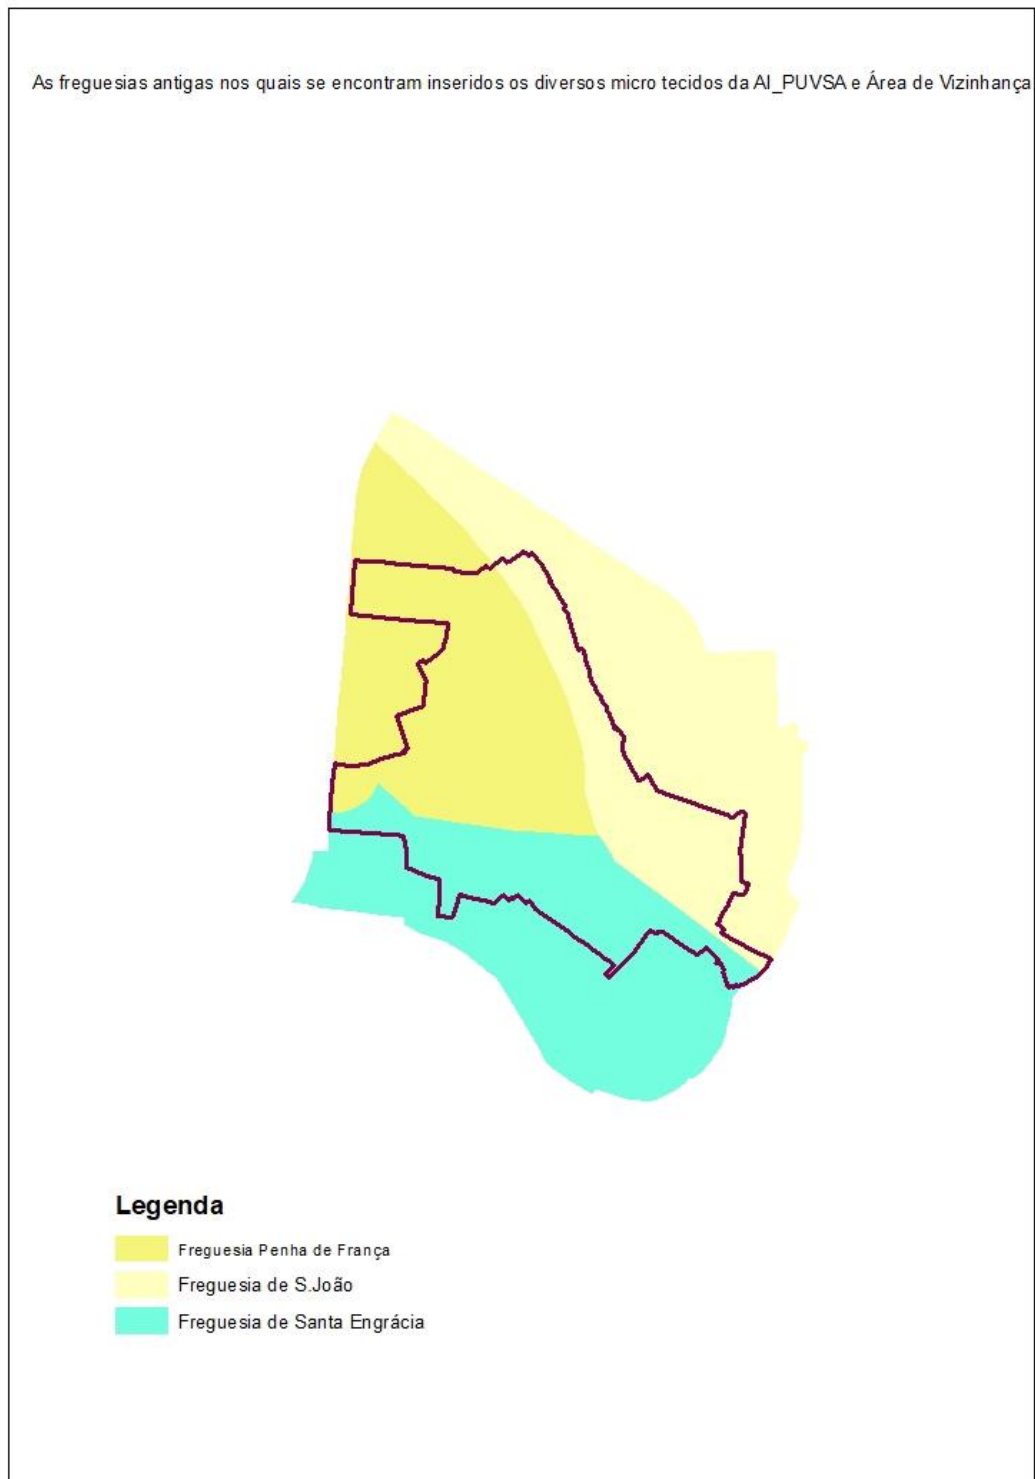 As freguesias antigas nos quais se encontram inseridos os diversos micro tecidos da AI_PUVSA e Área de Vizinhança
Legenda
Freguesia Penha de França
Freguesia de S.João
Freguesia de Santa Engrácia